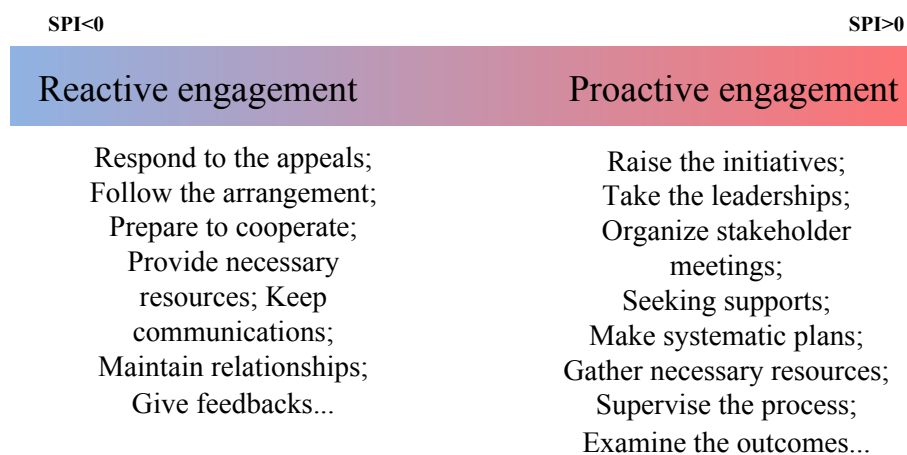 SPI<0
SPI>0
Reactive engagement
Proactive engagement
Respond to the appeals;
Follow the arrangement;
Prepare to cooperate;
Provide necessary
resources; Keep
communications;
Maintain relationships;
Give feedbacks...
Raise the initiatives;
Take the leaderships;
Organize stakeholder
meetings;
Seeking supports;
Make systematic plans;
Gather necessary resources;
Supervise the process;
Examine the outcomes...